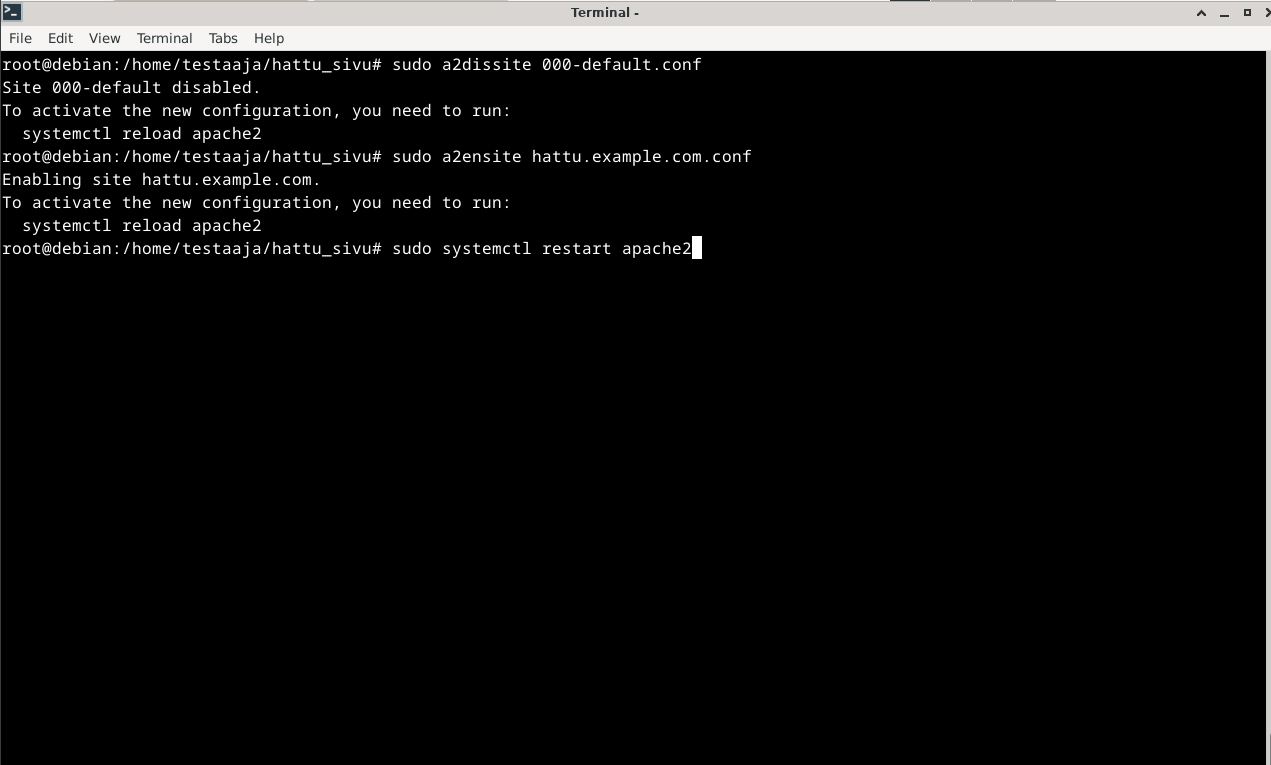 Terminal -
File Edit View Terminal Tabs Help
root@debian:/home/testaaja/hattu_sivu# sudo a2dissite 000-default.conf
Site 000-default disabled.
To activate the new configuration, you need to run:
  systemctl reload apache2
root@debian:/home/testaaja/hattu_sivu# sudo a2ensite hattu.example.com.conf
Enabling site hattu.example.com.
To activate the new configuration, you need to run:
  systemctl reload apache2
root@debian:/home/testaaja/hattu_sivu# sudo systemctl restart apache2